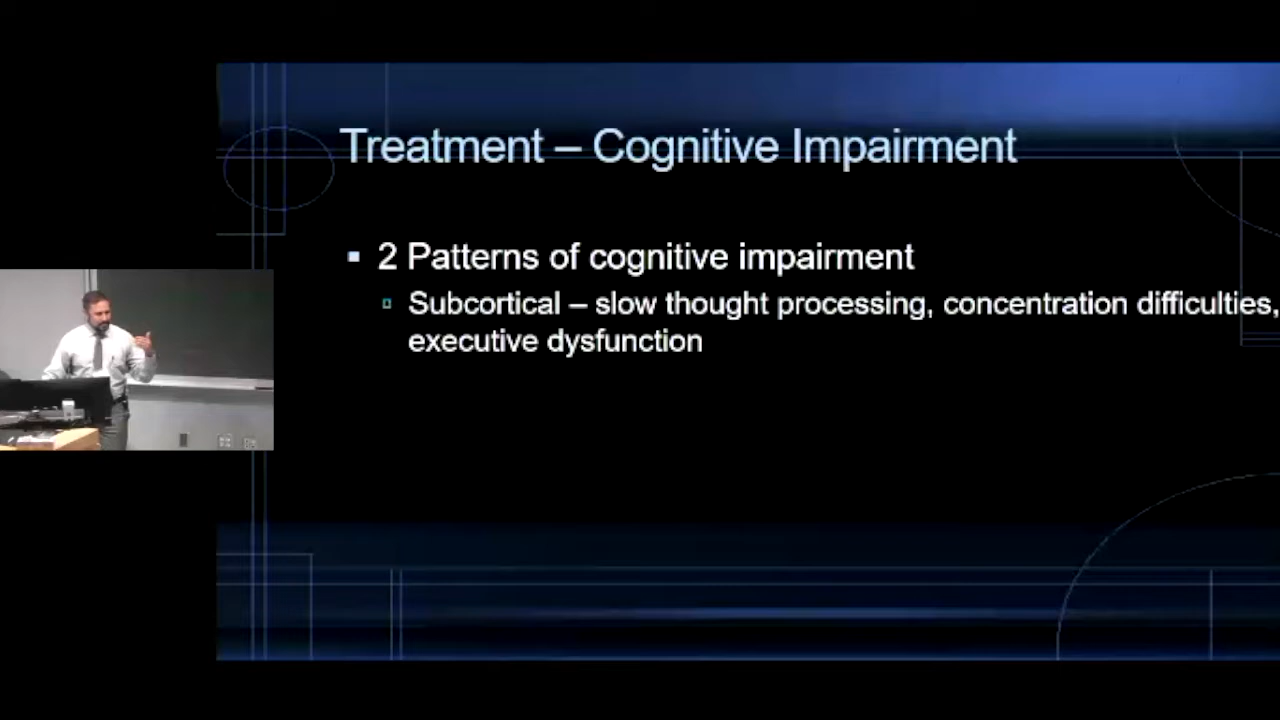 Treatment – Cognitive Impairment
2 Patterns of cognitive impairment
Subcortical – slow thought processing, concentration difficulties,
executive dysfunction